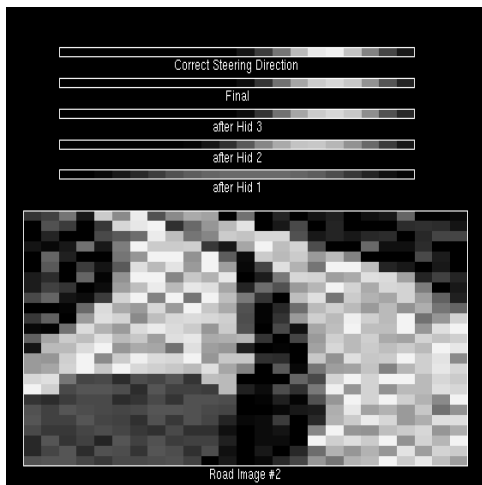 Correct Steering Direction
Final
after Hid 3
after Hid 2
after Hid 1
Road Image #2